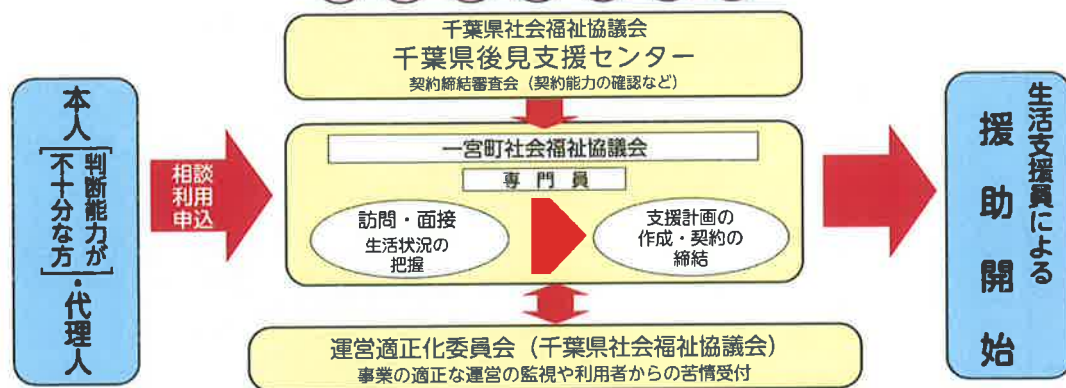 千葉県社会福祉協議会
千葉県後見支援センター
契約締結審査会（契約能力の確認など）
本人
判断能力が
不十分な方
・代理人
相談
利用
申込
一宮町社会福祉協議会
専門員
訪問・面接
生活状況の
把握
支援計画の
作成・契約の
締結
生活支援員による
援助開始
運営適正化委員会（千葉県社会福祉協議会）
事業の適正な運営の監視や利用者からの苦情受付